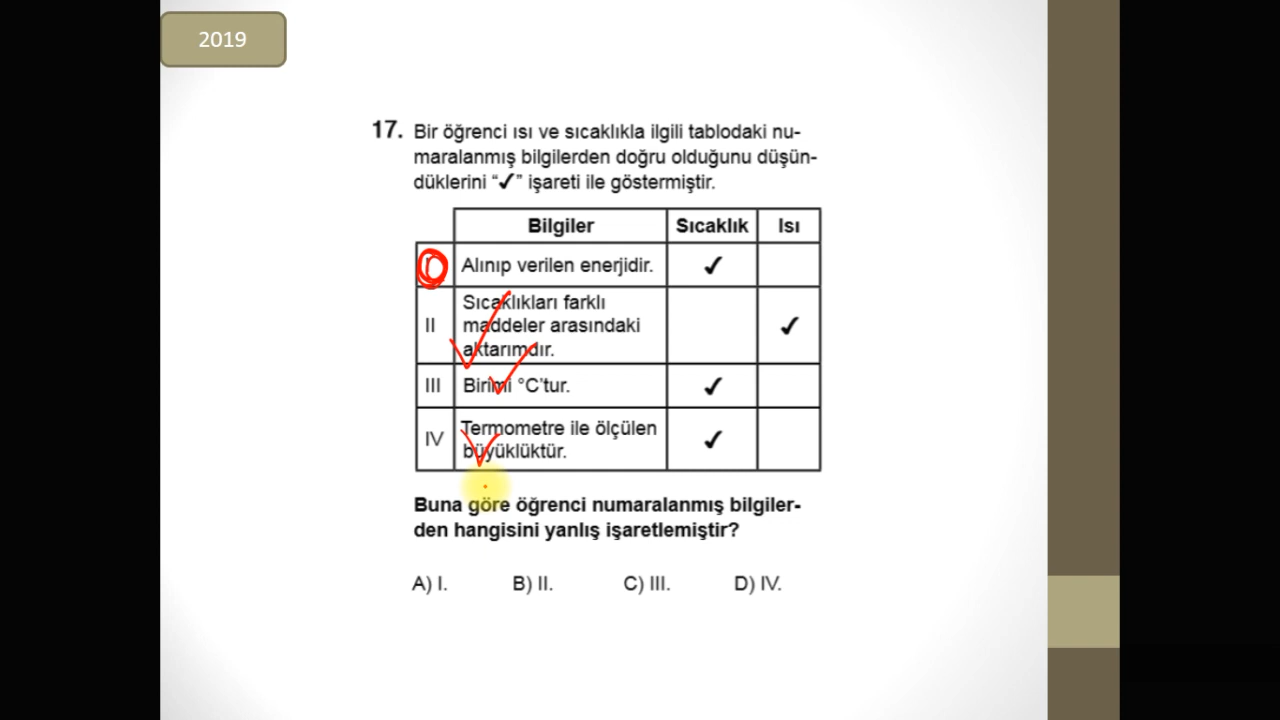 2019
17. Bir öğrenci ısı ve sıcaklıkla ilgili tablodaki nu-
maralanmış bilgilerden doğru olduğunu düşün-
düklerini “✓” işareti ile göstermiştir.
Bilgiler Sıcaklık Isı
Alınıp verilen enerjidir. ✓
Sıcaklıkları farklı
II maddeler arasındaki ✓
aktarımdır.
III Birimi °C'tur. ✓
IV Termometre ile ölçülen ✓
büyüklüktür.
Buna göre öğrenci numaralanmış bilgiler-
den hangisini yanlış işaretlemiştir?
A) I. B) II. C) III. D) IV.